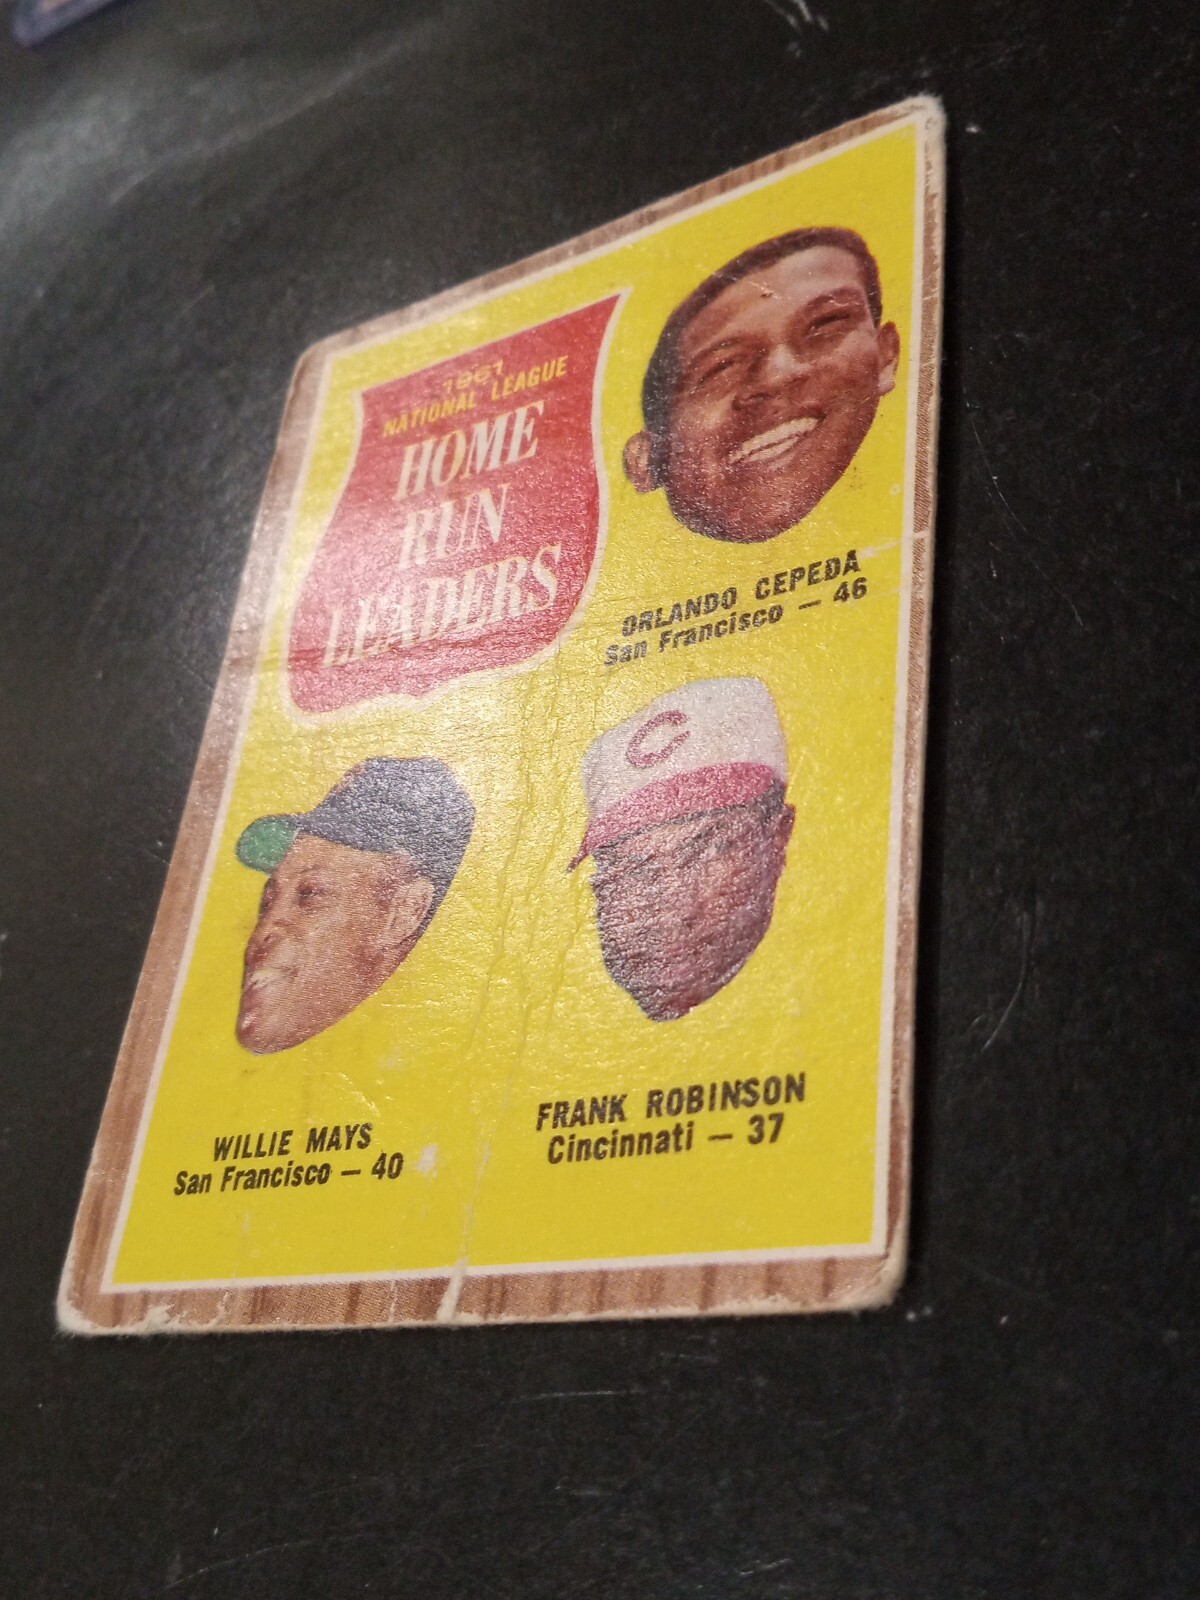 1961
NATIONAL LEAGUE
HOME
RUN
LEADERS
ORLANDO CEPEDA
San Francisco — 46
C
WILLIE MAYS
San Francisco — 40
FRANK ROBINSON
Cincinnati — 37